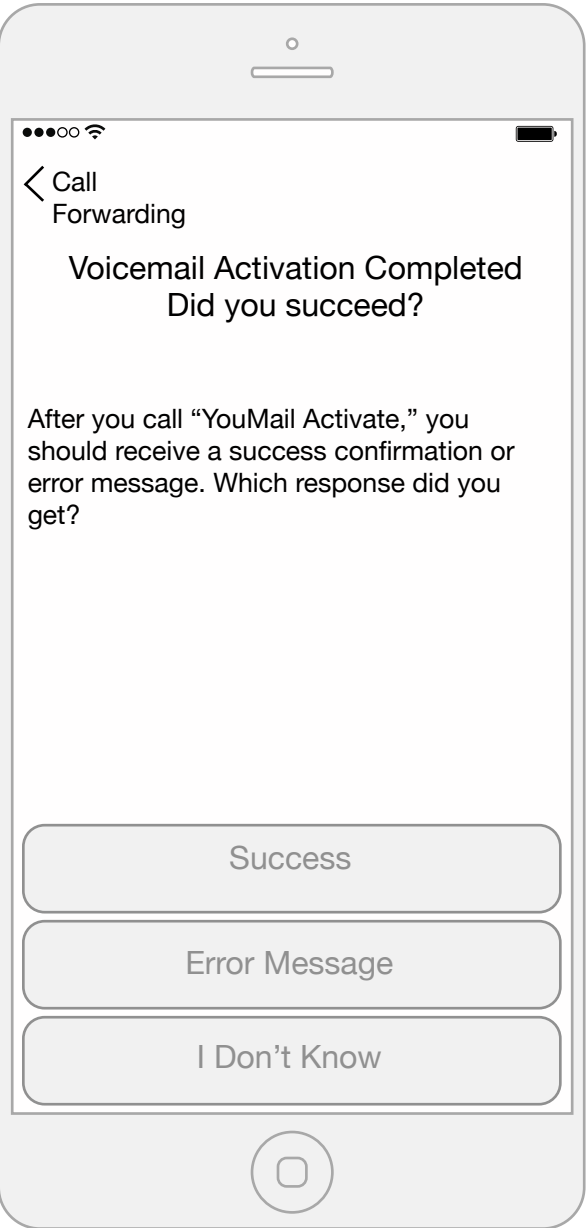 Call
Forwarding
Voicemail Activation Completed
Did you succeed?
After you call “YouMail Activate,” you
should receive a success confirmation or
error message. Which response did you
get?
Success
Error Message
I Don’t Know